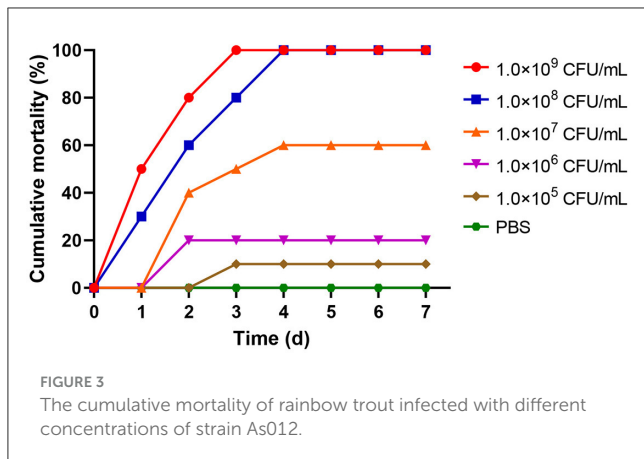 Cumulative mortality (%)
100
80
60
40
20
0
0 1 2 3 4 5 6 7
Time (d)
1.0×10⁹ CFU/mL
1.0×10⁸ CFU/mL
1.0×10⁷ CFU/mL
1.0×10⁶ CFU/mL
1.0×10⁵ CFU/mL
PBS
FIGURE 3
The cumulative mortality of rainbow trout infected with different
concentrations of strain As012.